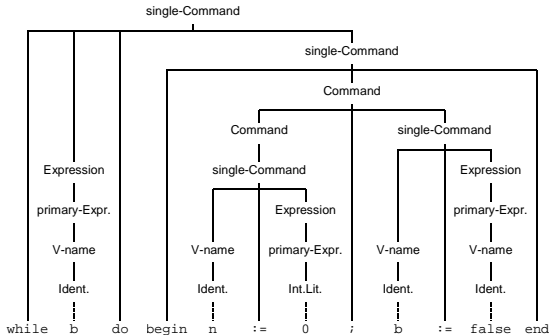 single-Command
single-Command
Command
Command single-Command
Expression single-Command Expression
primary-Expr. Expression primary-Expr.
V-name V-name primary-Expr. V-name V-name
Ident. Ident. Int.Lit. Ident. Ident.
while b do begin n := 0 ; b := false end